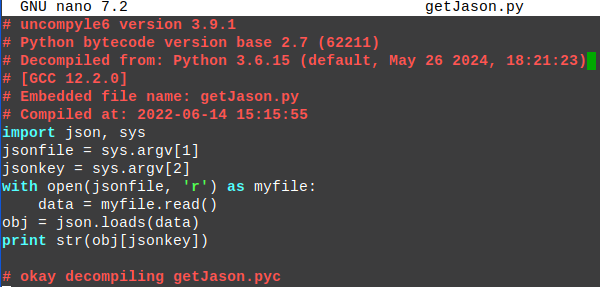 GNU nano 7.2 getJason.py
# uncompyle6 version 3.9.1
# Python bytecode version base 2.7 (62211)
# Decompiled from: Python 3.6.15 (default, May 26 2024, 18:21:23)
# [GCC 12.2.0]
# Embedded file name: getJason.py
# Compiled at: 2022-06-14 15:15:55
import json, sys
jsonfile = sys.argv[1]
jsonkey = sys.argv[2]
with open(jsonfile, 'r') as myfile:
    data = myfile.read()
obj = json.loads(data)
print str(obj[jsonkey])
# okay decompiling getJason.pyc